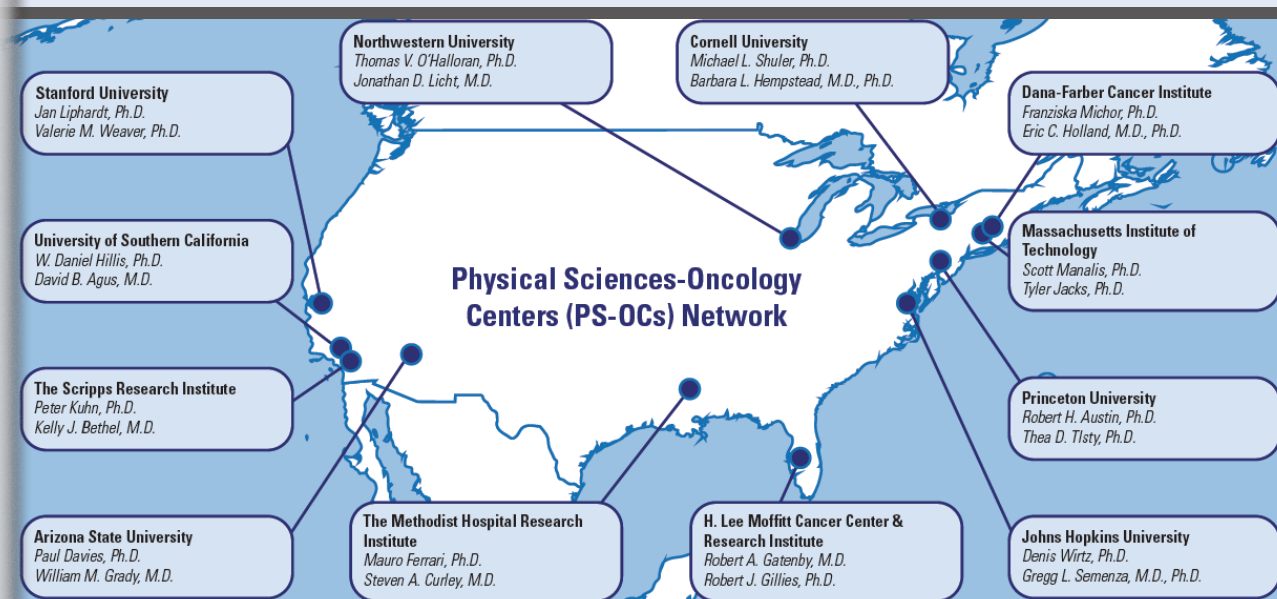 Northwestern University
Thomas V. O'Halloran, Ph.D.
Jonathan D. Licht, M.D.
Cornell University
Michael L. Shuler, Ph.D.
Barbara L. Hempstead, M.D., Ph.D.
Stanford University
Jan Liphardt, Ph.D.
Valerie M. Weaver, Ph.D.
Dana-Farber Cancer Institute
Franziska Michor, Ph.D.
Eric C. Holland, M.D., Ph.D.
University of Southern California
W. Daniel Hillis, Ph.D.
David B. Agus, M.D.
Massachusetts Institute of
Technology
Scott Manalis, Ph.D.
Tyler Jacks, Ph.D.
Physical Sciences-Oncology
Centers (PS-OCs) Network
The Scripps Research Institute
Peter Kuhn, Ph.D.
Kelly J. Bethel, M.D.
Princeton University
Robert H. Austin, Ph.D.
Thea D. Tlsty, Ph.D.
Arizona State University
Paul Davies, Ph.D.
William M. Grady, M.D.
The Methodist Hospital Research
Institute
Mauro Ferrari, Ph.D.
Steven A. Curley, M.D.
H. Lee Moffitt Cancer Center &
Research Institute
Robert A. Gatenby, M.D.
Robert J. Gillies, Ph.D.
Johns Hopkins University
Denis Wirtz, Ph.D.
Gregg L. Semenza, M.D., Ph.D.